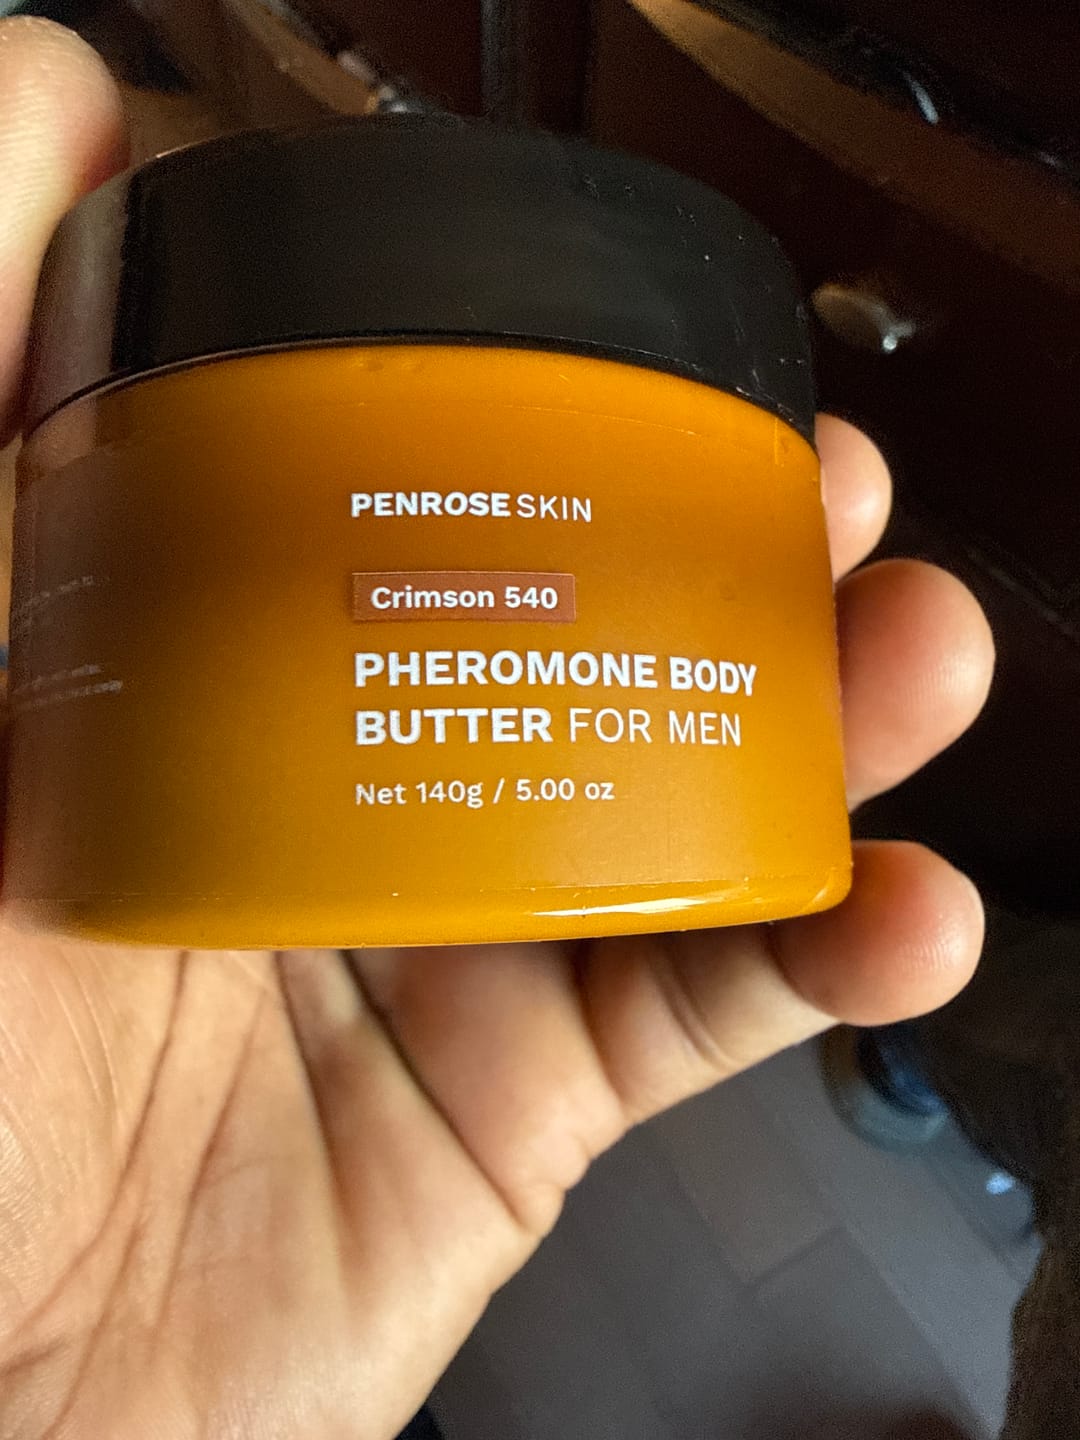 PENROSE SKIN
Crimson 540
PHEROMONE BODY
BUTTER FOR MEN
Net 140g / 5.00 oz